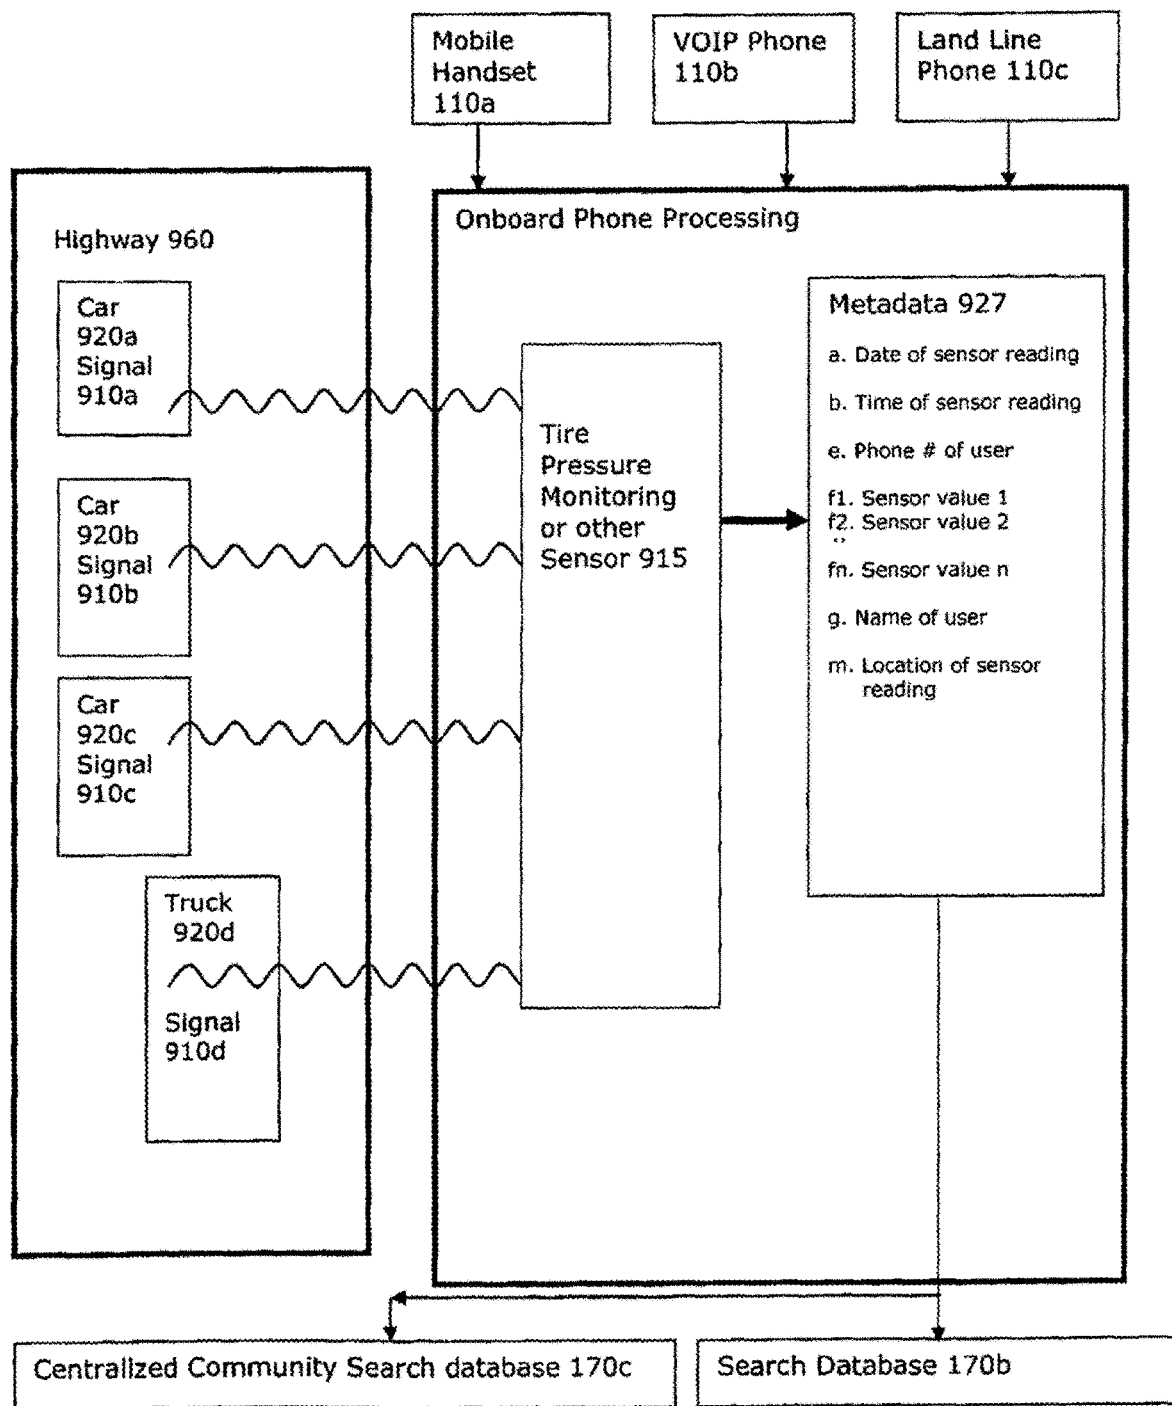 Mobile
Handset
110a
VOIP Phone
110b
Land Line
Phone 110c
Highway 960
Car
920a
Signal
910a
Car
920b
Signal
910b
Car
920c
Signal
910c
Truck
920d
Signal
910d
Onboard Phone Processing
Tire
Pressure
Monitoring
or other
Sensor 915
Metadata 927
a. Date of sensor reading
b. Time of sensor reading
e. Phone # of user
f1. Sensor value 1
f2. Sensor value 2
..
fn. Sensor value n
g. Name of user
m. Location of sensor
reading
Centralized Community Search database 170c
Search Database 170b